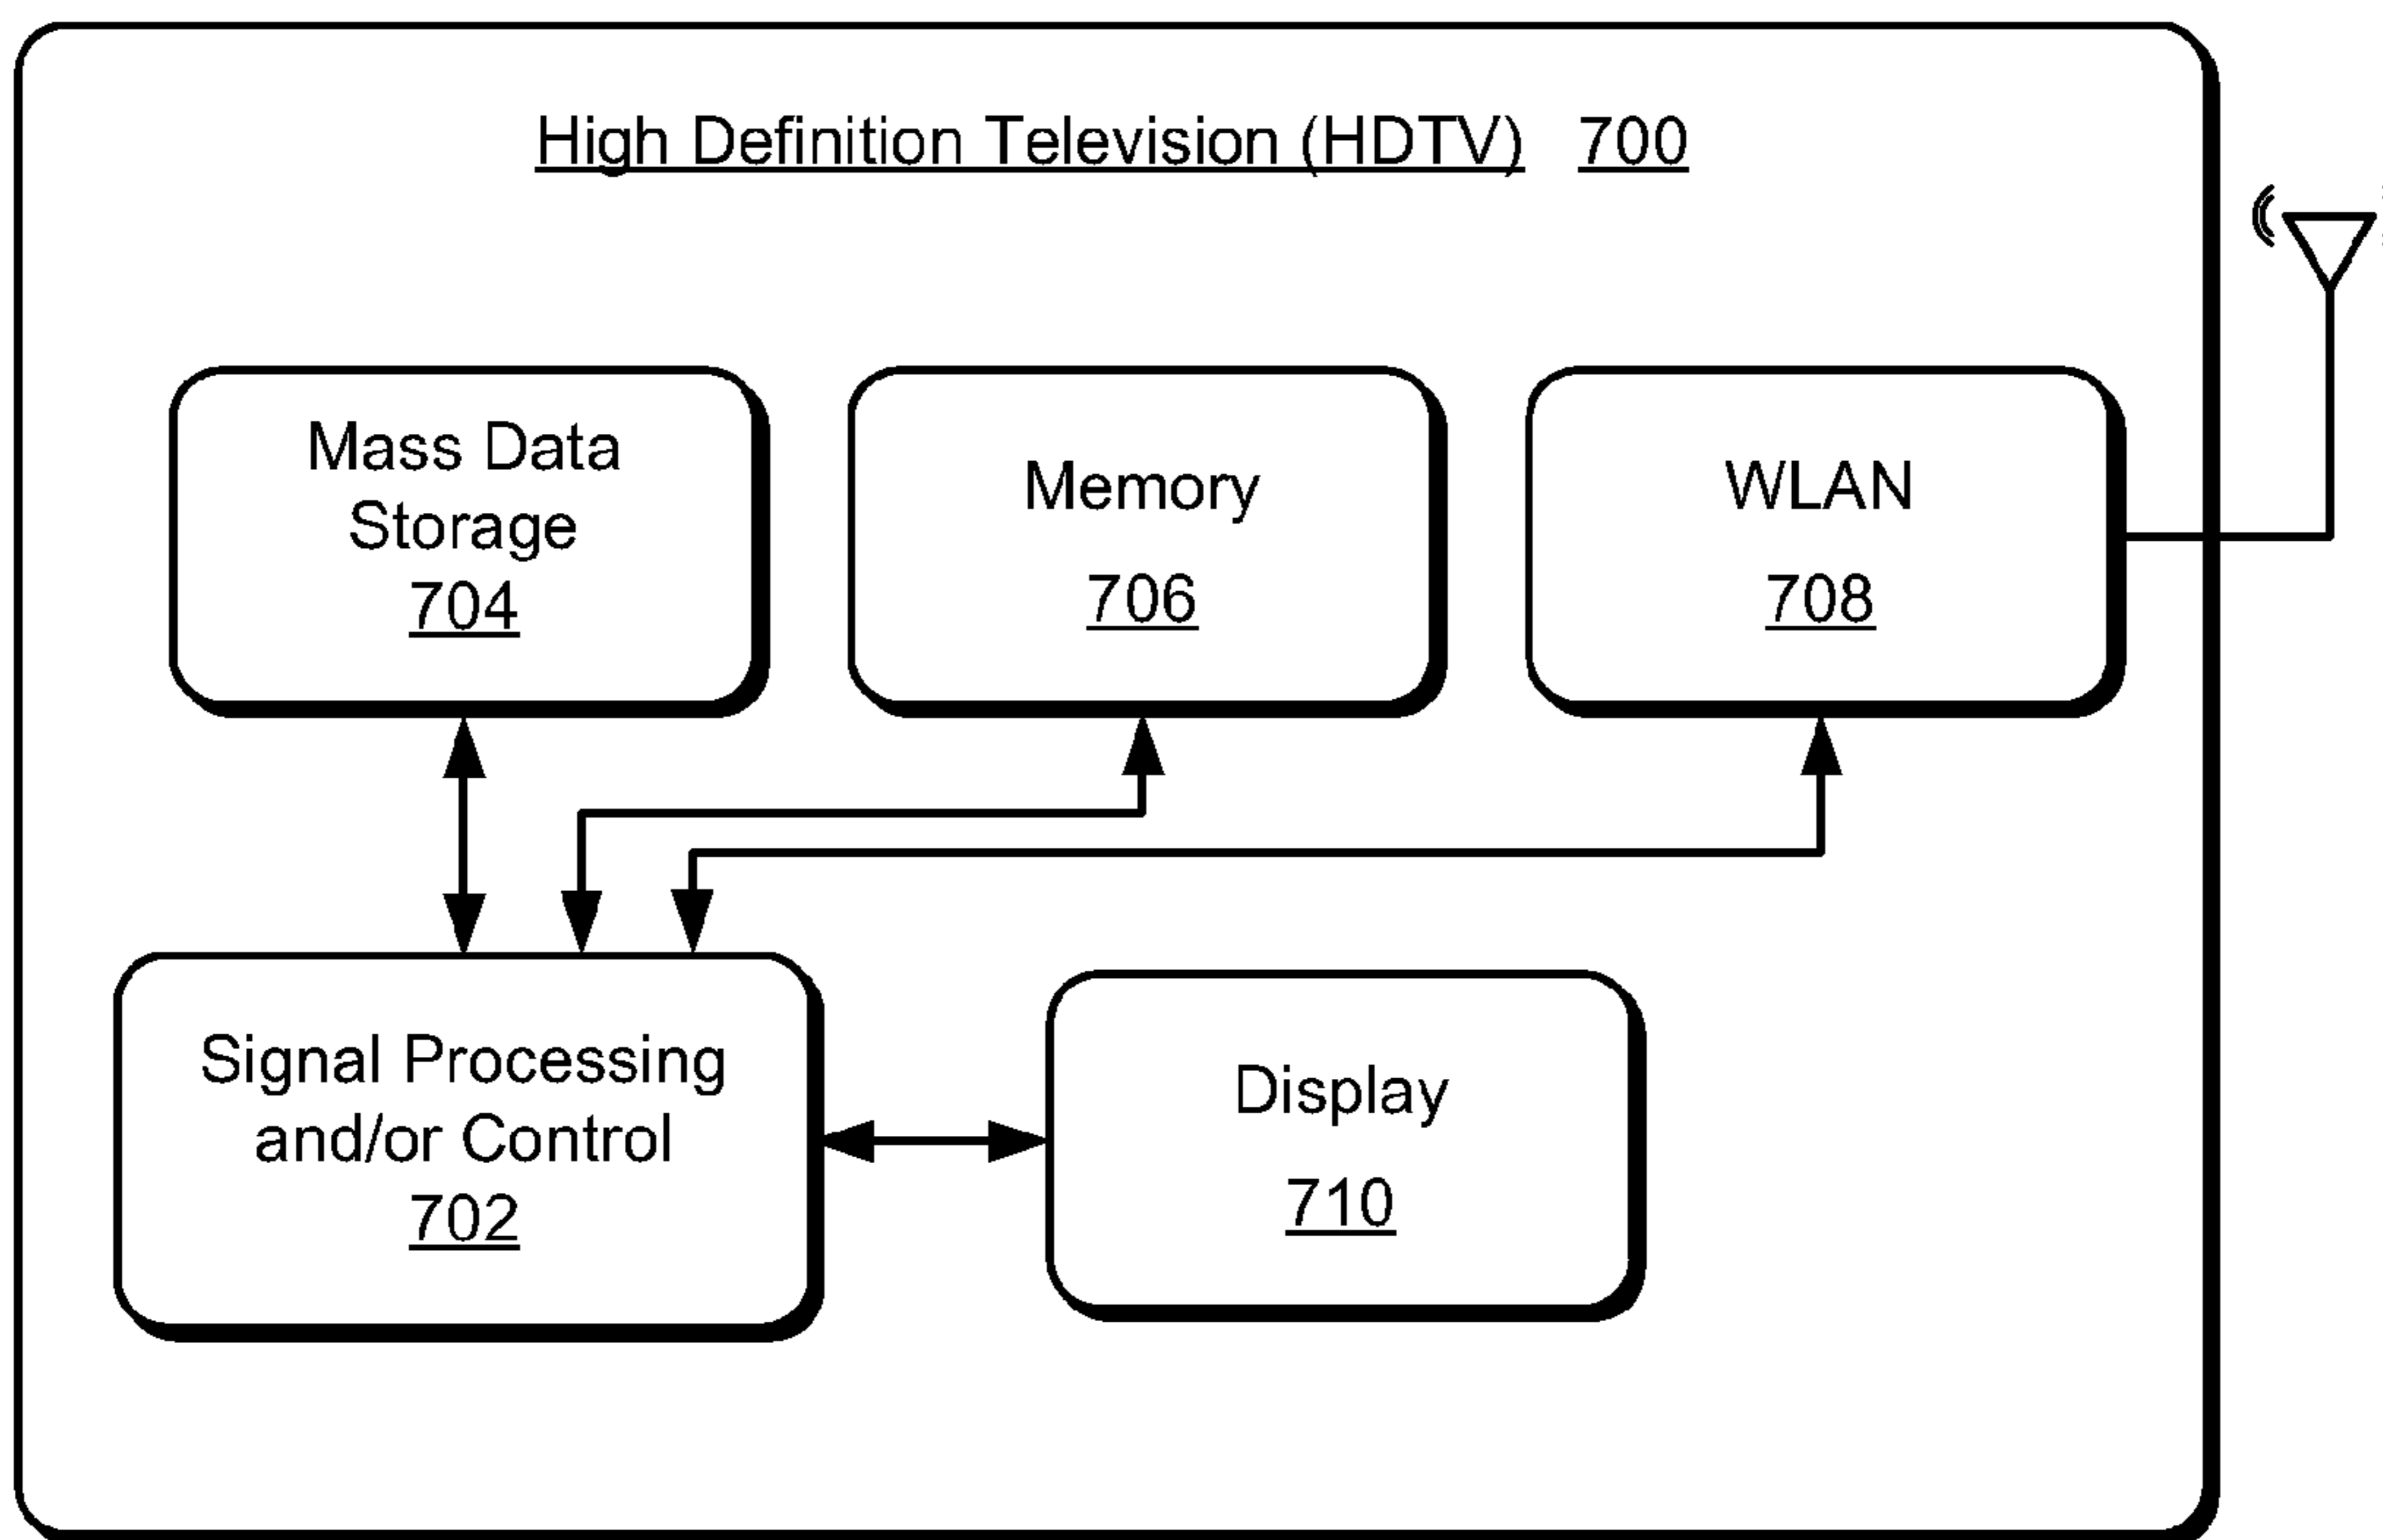 High Definition Television (HDTV) 700
Mass Data
Storage
704
Memory
706
WLAN
708
Signal Processing
and/or Control
702
Display
710